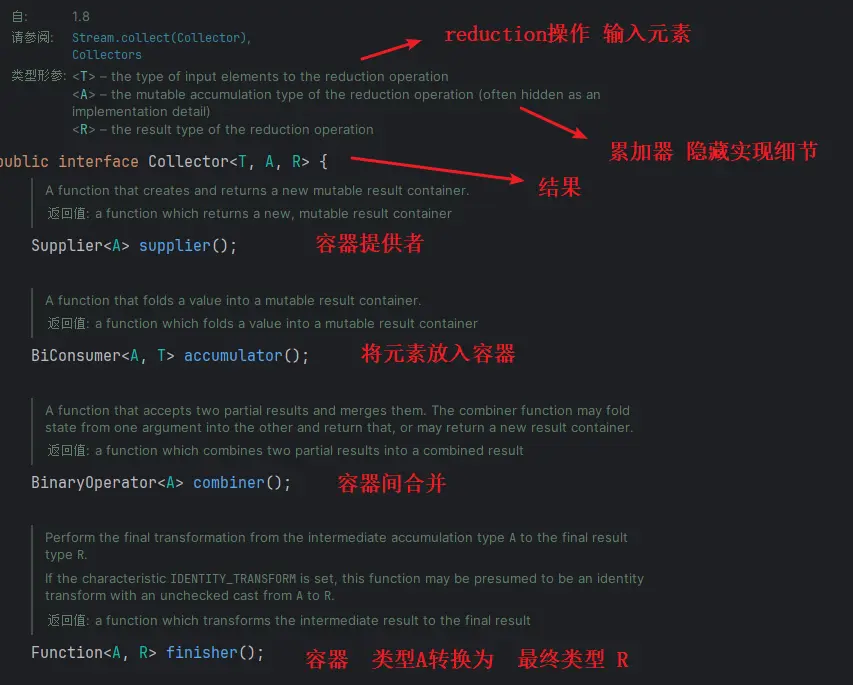 自: 1.8
reduction操作 输入元素
请参阅: Stream.collect(Collector),
Collectors
类型形参: <T> – the type of input elements to the reduction operation
<A> – the mutable accumulation type of the reduction operation (often hidden as an
implementation detail)
<R> – the result type of the reduction operation
累加器 隐藏实现细节
public interface Collector<T, A, R> {
结果
A function that creates and returns a new mutable result container.
返回值: a function which returns a new, mutable result container
Supplier<A> supplier();
容器提供者
A function that folds a value into a mutable result container.
返回值: a function which folds a value into a mutable result container
BiConsumer<A, T> accumulator();
将元素放入容器
A function that accepts two partial results and merges them. The combiner function may fold
state from one argument into the other and return that, or may return a new result container.
返回值: a function which combines two partial results into a combined result
BinaryOperator<A> combiner();
容器间合并
Perform the final transformation from the intermediate accumulation type A to the final result
type R.
If the characteristic IDENTITY_TRANSFORM is set, this function may be presumed to be an identity
transform with an unchecked cast from A to R.
返回值: a function which transforms the intermediate result to the final result
Function<A, R> finisher();
容器 类型A转换为 最终类型 R